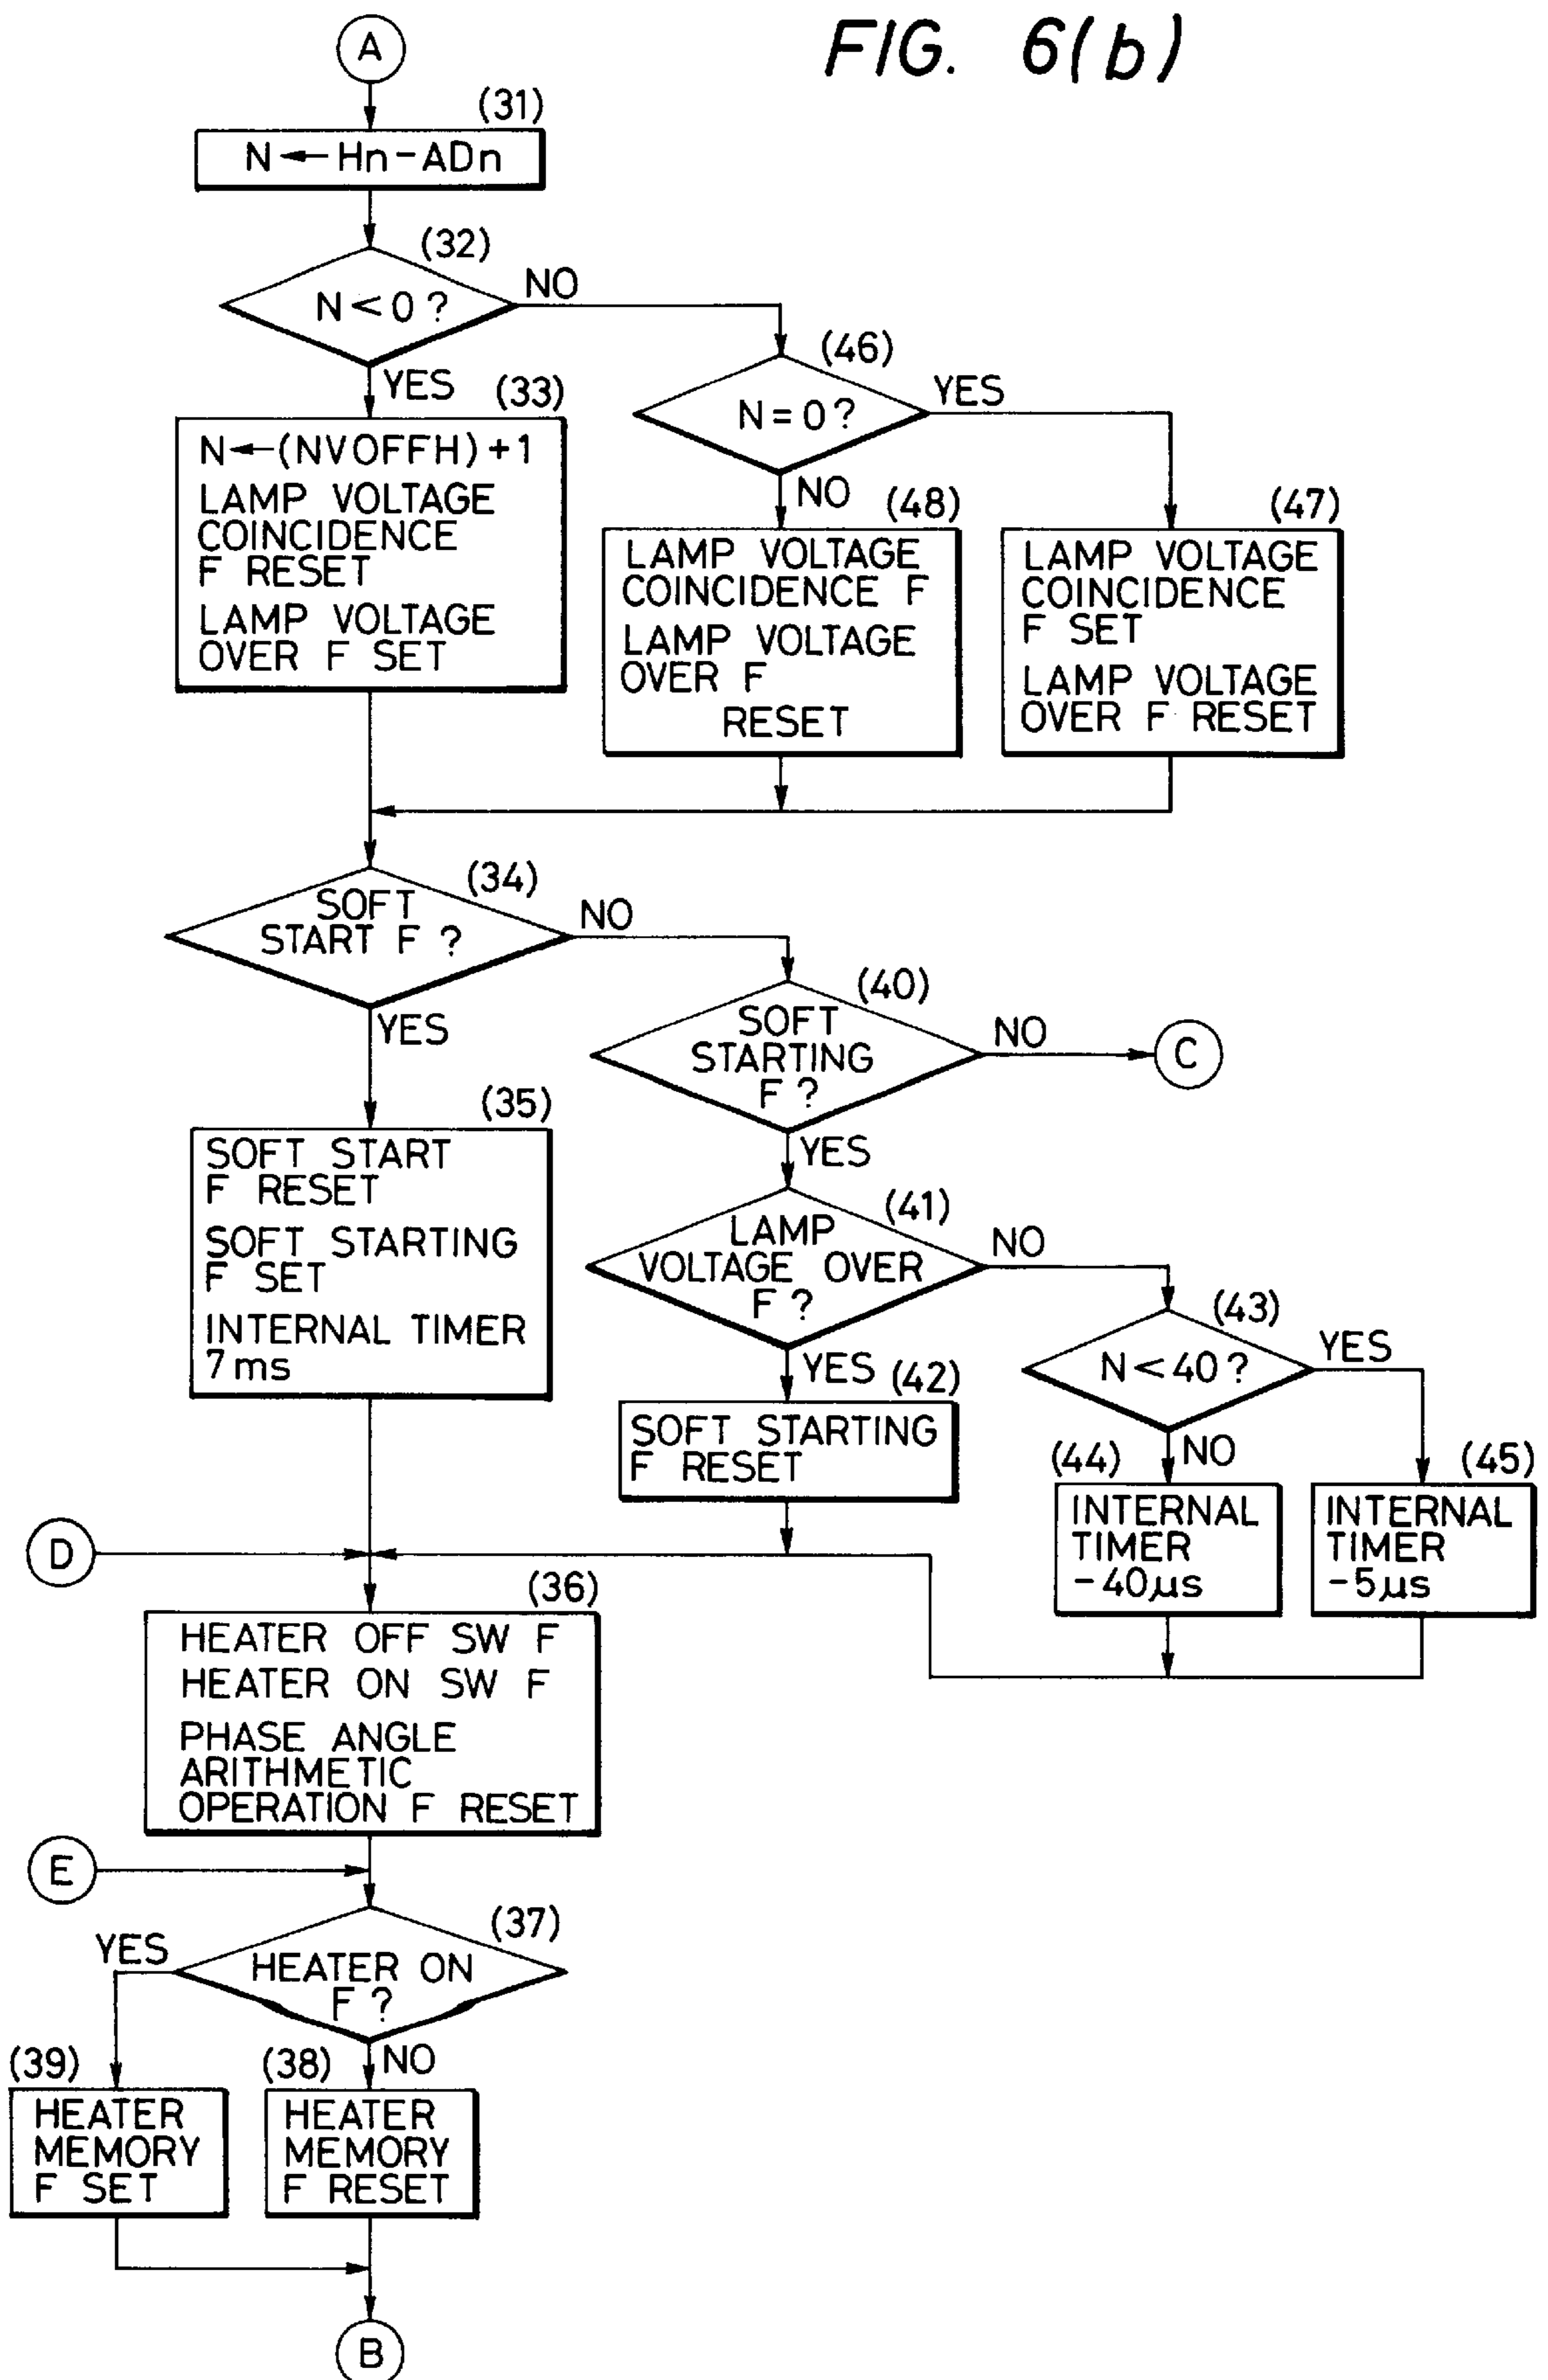 FIG. 6(b)
A
(31)
N←Hn-ADn
(32)
N<0?
NO
YES
(46)
N=0?
YES
NO
(33)
N←(NVOFFH)+1
LAMP VOLTAGE
COINCIDENCE
F RESET
LAMP VOLTAGE
OVER F SET
(48)
LAMP VOLTAGE
COINCIDENCE F
LAMP VOLTAGE
OVER F
RESET
(47)
LAMP VOLTAGE
COINCIDENCE
F SET
LAMP VOLTAGE
OVER F RESET
(34)
SOFT
START F?
NO
YES
(40)
SOFT
STARTING
F?
NO
C
YES
(35)
SOFT START
F RESET
SOFT STARTING
F SET
INTERNAL TIMER
7ms
(41)
LAMP
VOLTAGE OVER
F?
NO
YES
(43)
N<40?
YES
NO
(42)
SOFT STARTING
F RESET
(44)
INTERNAL
TIMER
-40μs
(45)
INTERNAL
TIMER
-5μs
D
(36)
HEATER OFF SW F
HEATER ON SW F
PHASE ANGLE
ARITHMETIC
OPERATION F RESET
E
(37)
HEATER ON
F?
YES
NO
(39)
HEATER
MEMORY
F SET
(38)
HEATER
MEMORY
F RESET
B